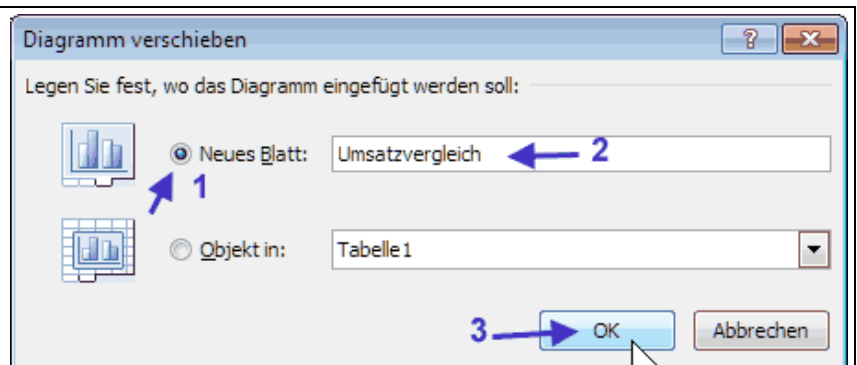 Diagramm verschieben
Legen Sie fest, wo das Diagramm eingefügt werden soll:
Neues Blatt: Umsatzvergleich 2
1
Objekt in: Tabelle1
3 OK Abbrechen